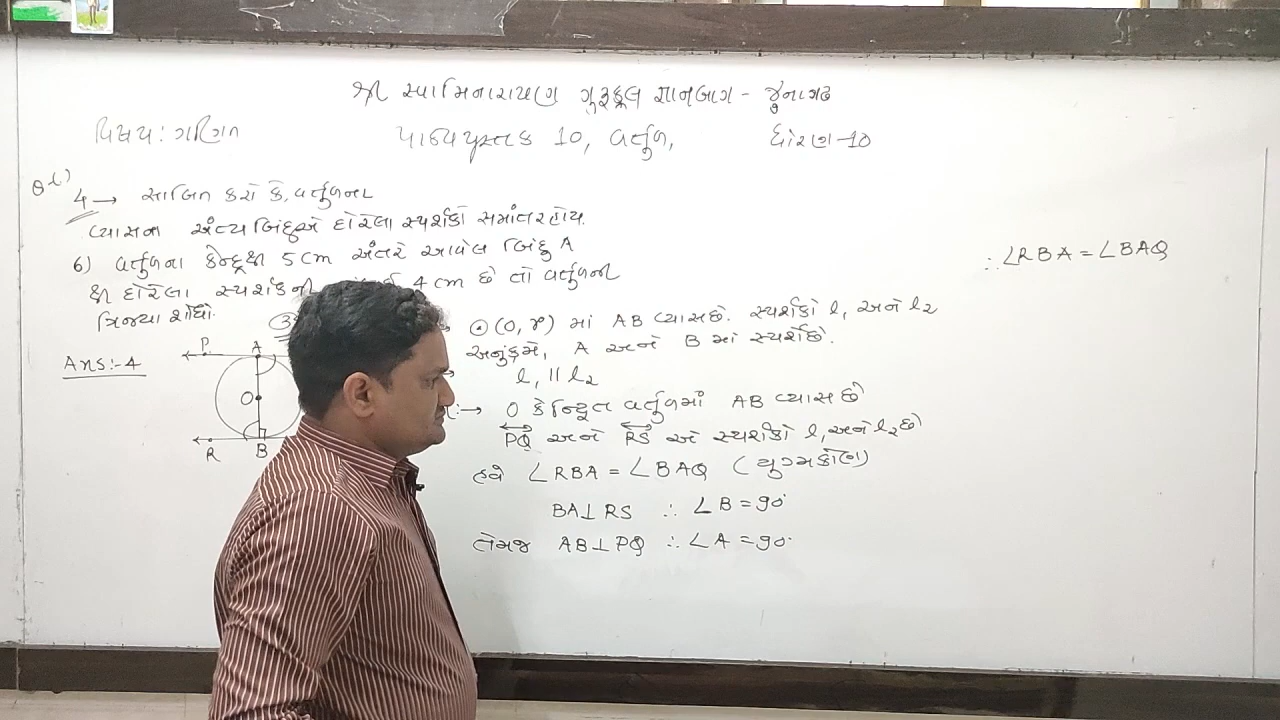 શ્રી સ્વામિનારાયણ ગુરુકુલ જ્ઞાનબાગ - જુનાગઢ
વિષય: ગણિત પાઠ્યપુસ્તક 10, વર્તુળ, ધોરણ-10
4 → સાબિત કરો કે, વર્તુળના
વ્યાસના અંત્યબિંદુએ દોરેલા સ્પર્શકો સમાંતર હોય.
6) વર્તુળના કેન્દ્રથી 5 cm અંતરે આવેલ બિંદુ A
થી દોરેલા સ્પર્શકની 4 cm છે તો વર્તુળની
ત્રિજ્યા શોધો.
Ans:-4
P A
O
R B
⊙(O, r) માં AB વ્યાસ છે. સ્પર્શકો l1 અને l2
અનુક્રમે, A અને B માં સ્પર્શે છે.
l1 || l2
:→ O કેન્દ્રિત વર્તુળમાં AB વ્યાસ છે
PQ અને RS એ સ્પર્શકો l1 અને l2 છે
હવે ∠RBA = ∠BAQ (યુગ્મકોણ)
BA⊥RS ∴ ∠B = 90°
તેમજ AB⊥PQ ∴ ∠A = 90°
∴ ∠RBA = ∠BAQ